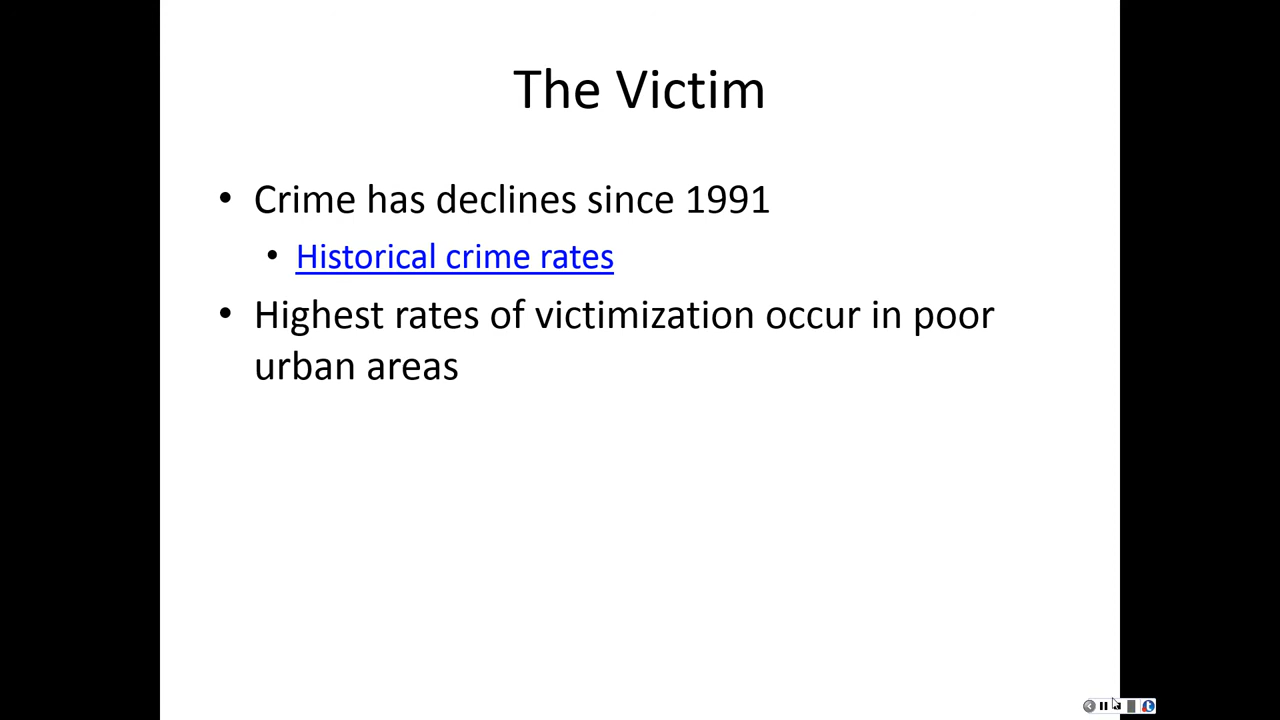 The Victim
• Crime has declines since 1991
• Historical crime rates
• Highest rates of victimization occur in poor
urban areas